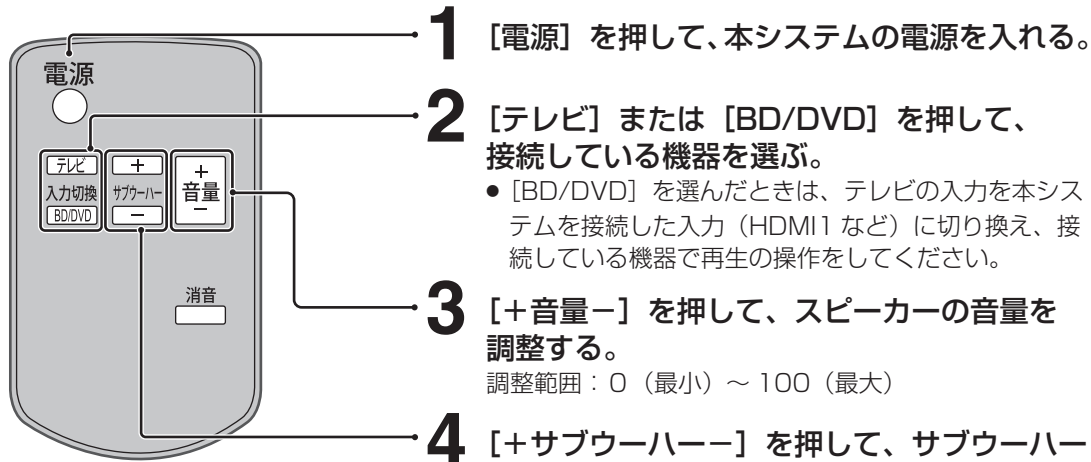 電源
テレビ
入力切換
BD/DVD
+
サブウーハー
−
+
音量
−
消音
1 [電源] を押して、本システムの電源を入れる。
2 [テレビ] または [BD/DVD] を押して、
接続している機器を選ぶ。
● [BD/DVD] を選んだときは、テレビの入力を本シス
テムを接続した入力（HDMI1 など）に切り換え、接
続している機器で再生の操作をしてください。
3 [＋音量－] を押して、スピーカーの音量を
調整する。
調整範囲：0（最小）～ 100（最大）
4 [＋サブウーハー－] を押して、サブウーハー